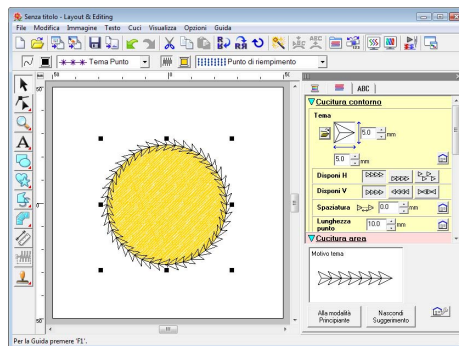 Senza titolo - Layout & Editing
File Modifica Immagine Testo Cuci Visualizza Opzioni Guida
Tema Punto Punto di riempimento
ABC
Cucitura contorno
Tema
5.0 mm
5.0 mm
Disponi H
Disponi V
Spaziatura 0.0 mm
Lunghezza punto 10.0 mm
Cucitura area
Motivo tema
Alla modalità Principiante
Nascondi Suggerimento
Per la Guida premere 'F1'.